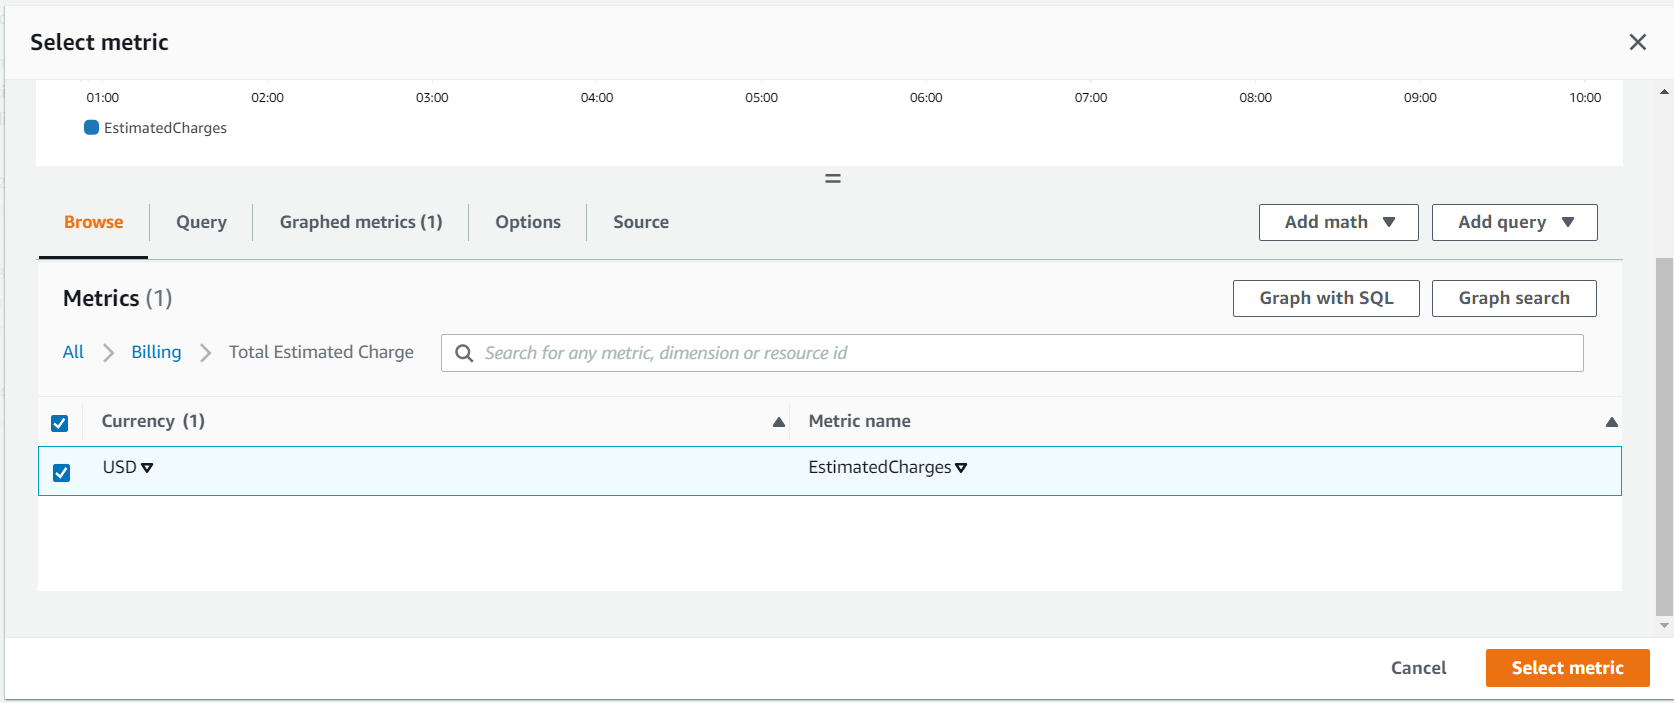 Select metric
01:00 02:00 03:00 04:00 05:00 06:00 07:00 08:00 09:00 10:00
EstimatedCharges
Browse Query Graphed metrics (1) Options Source Add math Add query
Metrics (1) Graph with SQL Graph search
All Billing Total Estimated Charge Search for any metric, dimension or resource id
Currency (1) Metric name
USD EstimatedCharges
Cancel Select metric